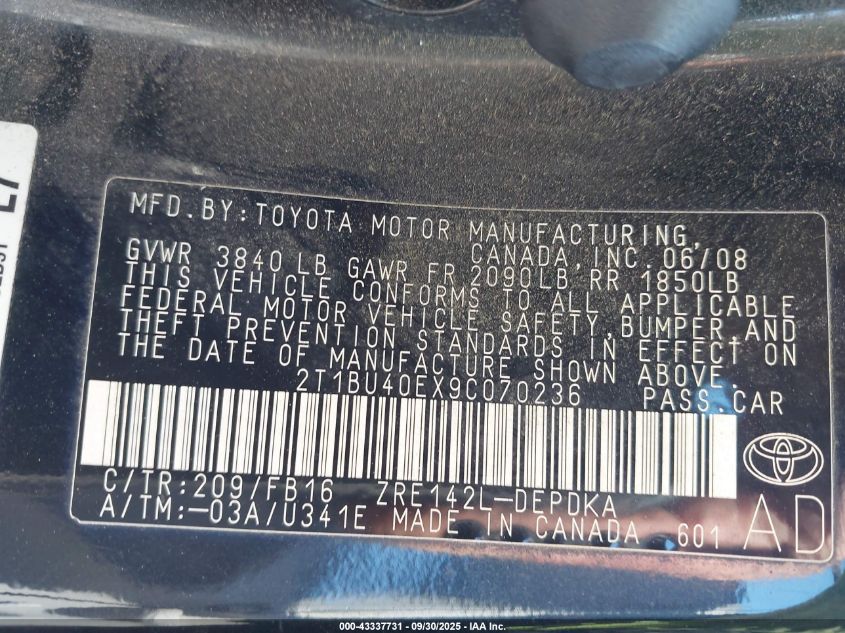 MFD.BY:TOYOTA MOTOR MANUFACTURING,
CANADA,INC.06/08
GVWR 3840 LB GAWR FR 2090LB RR 1850LB
THIS VEHICLE CONFORMS TO ALL APPLICABLE
FEDERAL MOTOR VEHICLE SAFETY,BUMPER,AND
THEFT PREVENTION STANDARDS IN EFFECT ON
THE DATE OF MANUFACTURE SHOWN ABOVE.
2T1BU40EX9C070236 PASS.CAR
C/TR:209/FB16 ZRE142L-DEPDKA
A/TM:-03A/U341E MADE IN CANADA 601
AD
000-43337731 - 09/30/2025 - IAA Inc.